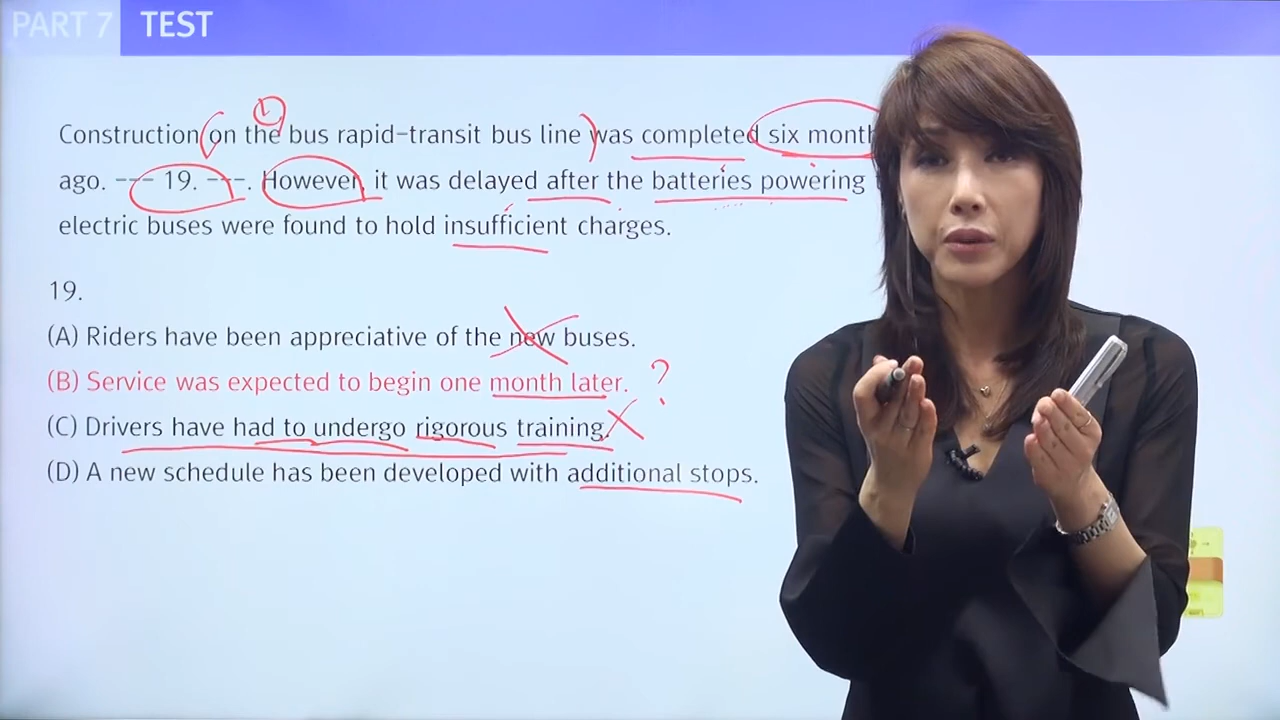 PART 7 TEST
Construction on the bus rapid-transit bus line was completed six month
ago. --- 19. ---. However, it was delayed after the batteries powering
electric buses were found to hold insufficient charges.
19.
(A) Riders have been appreciative of the new buses.
(B) Service was expected to begin one month later. ?
(C) Drivers have had to undergo rigorous training.
(D) A new schedule has been developed with additional stops.